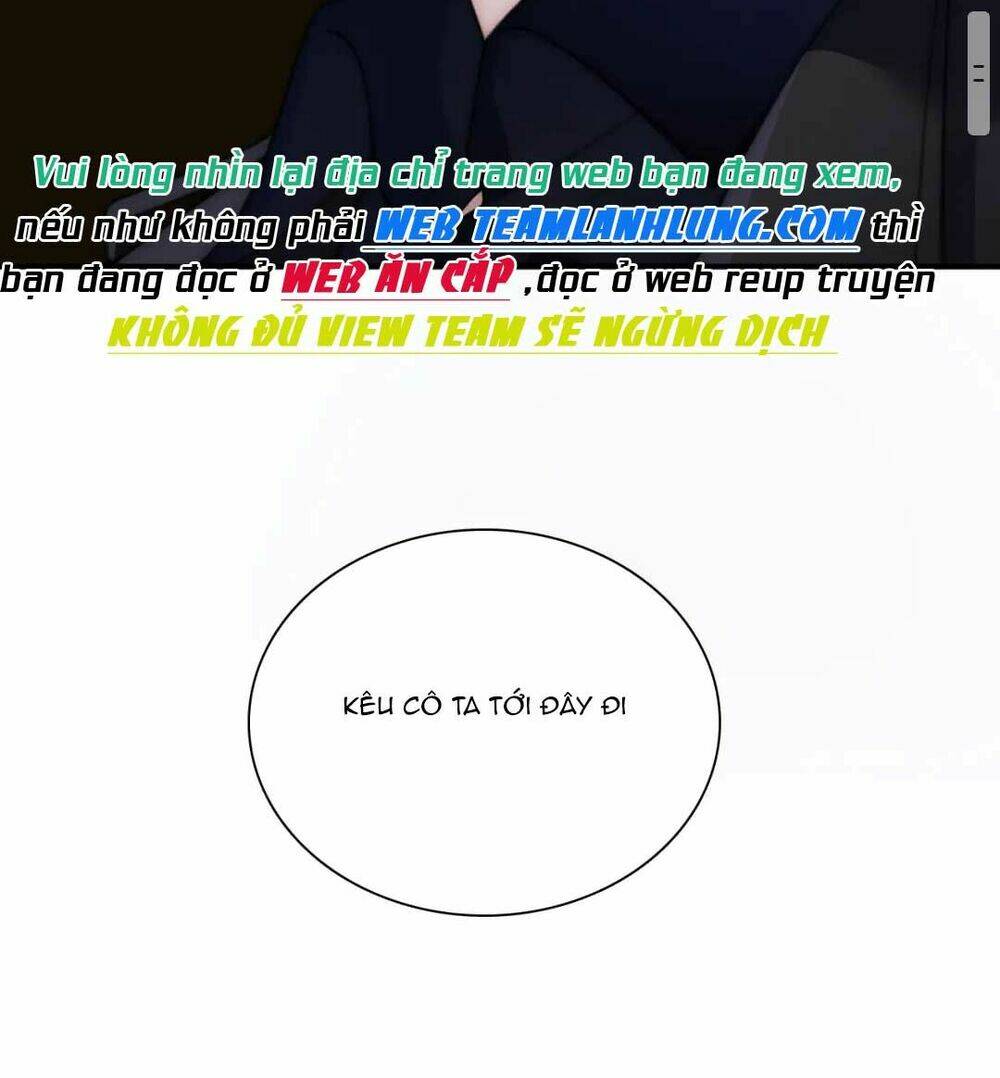 Vui lòng nhìn lại địa chỉ trang web bạn đang xem,
nếu như không phải WEB TEAMLANHLUNG.COM thì
bạn đang đọc ở WEB ĂN CẮP ,đọc ở web reup truyện
KHÔNG ĐỦ VIEW TEAM SẼ NGỪNG DỊCH
KÊU CÔ TA TỚI ĐÂY ĐI